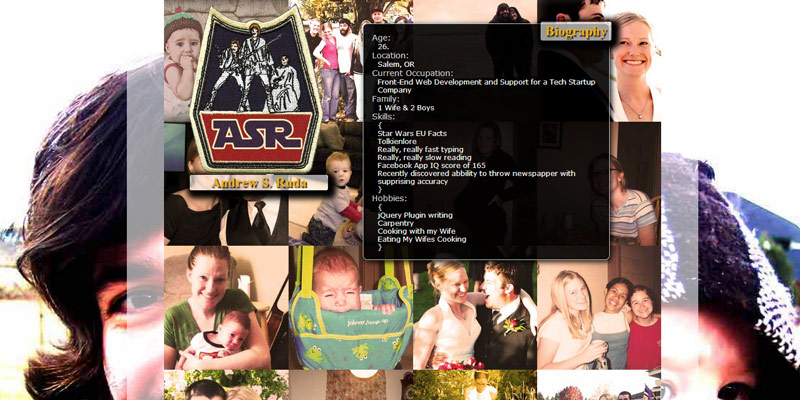 ASR
Andrew S. Ruda
Biography
Age:
26.
Location:
Salem, OR
Current Occupation:
Front-End Web Development and Support for a Tech Startup
Company
Family:
1 Wife & 2 Boys
Skills:
{
Star Wars EU Facts
Tolkienlore
Really, really fast typing
Really, really slow reading
Facebook App IQ score of 165
Recently discovered abbility to throw newspapper with
supprising accuracy
}
Hobbies:
{
jQuery Plugin writing
Carpentry
Cooking with my Wife
Eating My Wifes Cooking
}